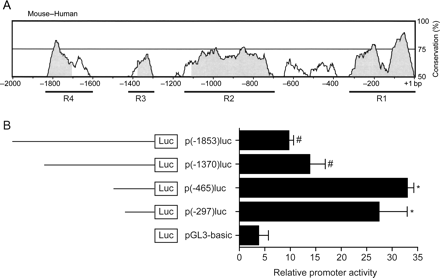 A
Mouse–Human
100
75
50
Conservation (%)
−2000 −1800 −1600 −1400 −1200 −1000 −800 −600 −400 −200 +1 bp
R4 R3 R2 R1
B
Luc p(-1853)luc #
Luc p(-1370)luc #
Luc p(-465)luc *
Luc p(-297)luc *
Luc pGL3-basic
0 5 10 15 20 25 30 35
Relative promoter activity